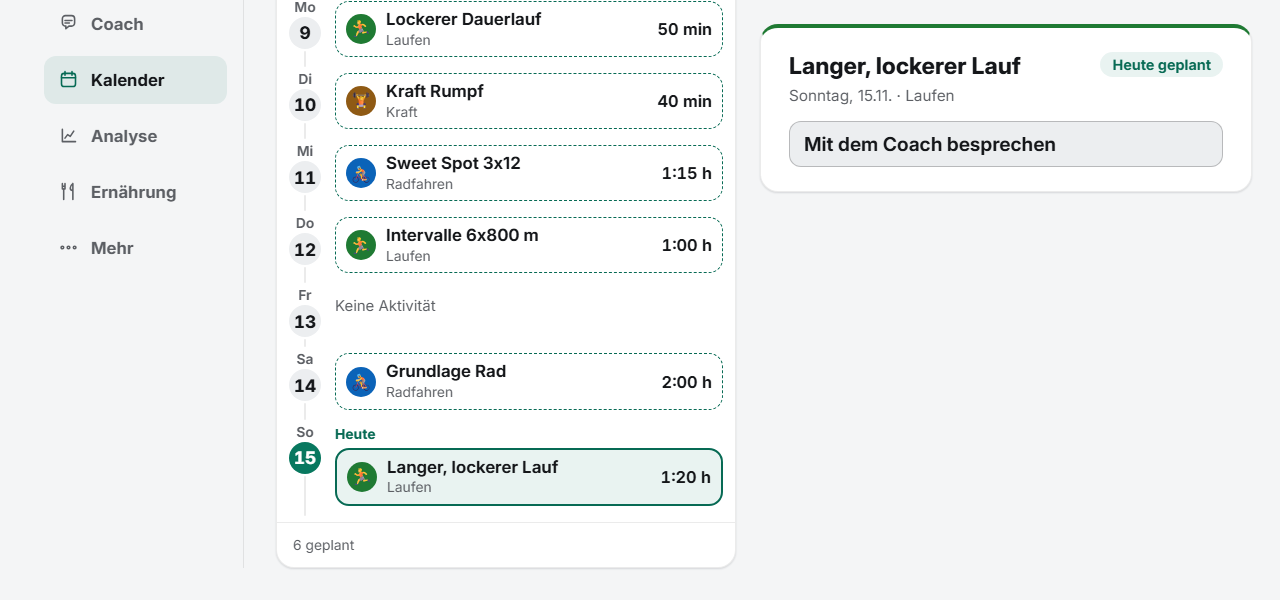 Coach
Kalender
Analyse
Ernährung
Mehr
Mo
9
Lockerer Dauerlauf
Laufen
50 min
Di
10
Kraft Rumpf
Kraft
40 min
Mi
11
Sweet Spot 3x12
Radfahren
1:15 h
Do
12
Intervalle 6x800 m
Laufen
1:00 h
Fr
13
Keine Aktivität
Sa
14
Grundlage Rad
Radfahren
2:00 h
So
15
Heute
Langer, lockerer Lauf
Laufen
1:20 h
6 geplant
Langer, lockerer Lauf
Heute geplant
Sonntag, 15.11. · Laufen
Mit dem Coach besprechen